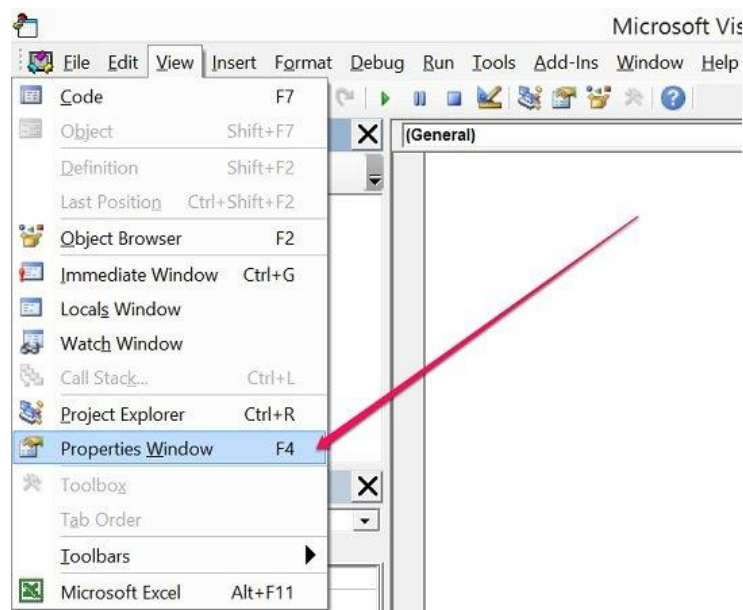 Microsoft Vis
File Edit View Insert Format Debug Run Tools Add-Ins Window Help
Code F7
Object Shift+F7
(General)
Definition Shift+F2
Last Position Ctrl+Shift+F2
Object Browser F2
Immediate Window Ctrl+G
Locals Window
Watch Window
Call Stack... Ctrl+L
Project Explorer Ctrl+R
Properties Window F4
Toolbox
Tab Order
Toolbars
Microsoft Excel Alt+F11